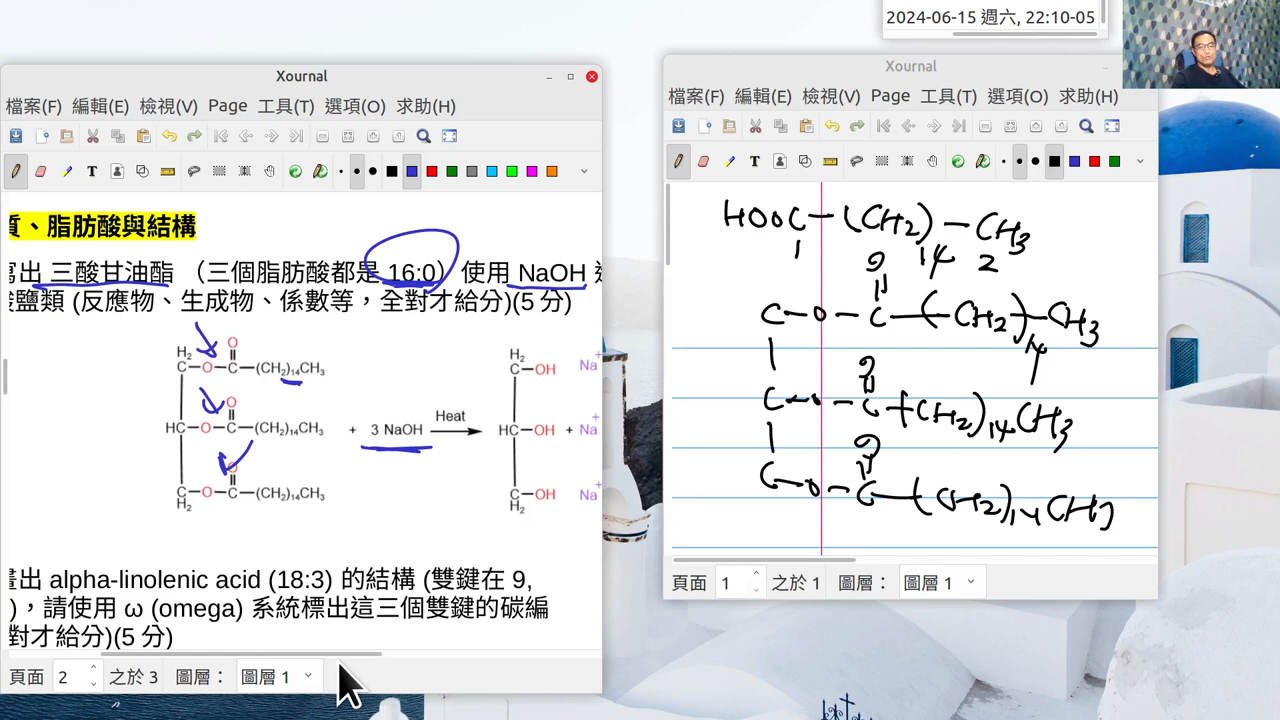 2024-06-15 週六, 22:10-05
Xournal
檔案(F) 編輯(E) 檢視(V) Page 工具(T) 選項(O) 求助(H)
T
、脂肪酸與結構
出 三酸甘油酯 （三個脂肪酸都是 16:0）使用 NaOH
鹽類 (反應物、生成物、係數等，全對才給分)(5 分)
H2 O
C—O—C—(CH2)14CH3
O
HC—O—C—(CH2)14CH3
O
C—O—C—(CH2)14CH3
H2
+ 3 NaOH
Heat
H2
C—OH
HC—OH
C—OH
H2
+
Na+
Na+
Na+
出 alpha-linolenic acid (18:3) 的結構 (雙鍵在 9,
)，請使用 ω (omega) 系統標出這三個雙鍵的碳編
對才給分)(5 分)
頁面 2 之於 3 圖層： 圖層 1
Xournal
檔案(F) 編輯(E) 檢視(V) Page 工具(T) 選項(O) 求助(H)
T
HOOC—(CH2)14—CH3
2
O
C—O—C—(CH2)14—CH3
O
C—O—C—(CH2)14CH3
O
C—O—C—(CH2)14CH3
頁面 1 之於 1 圖層： 圖層 1